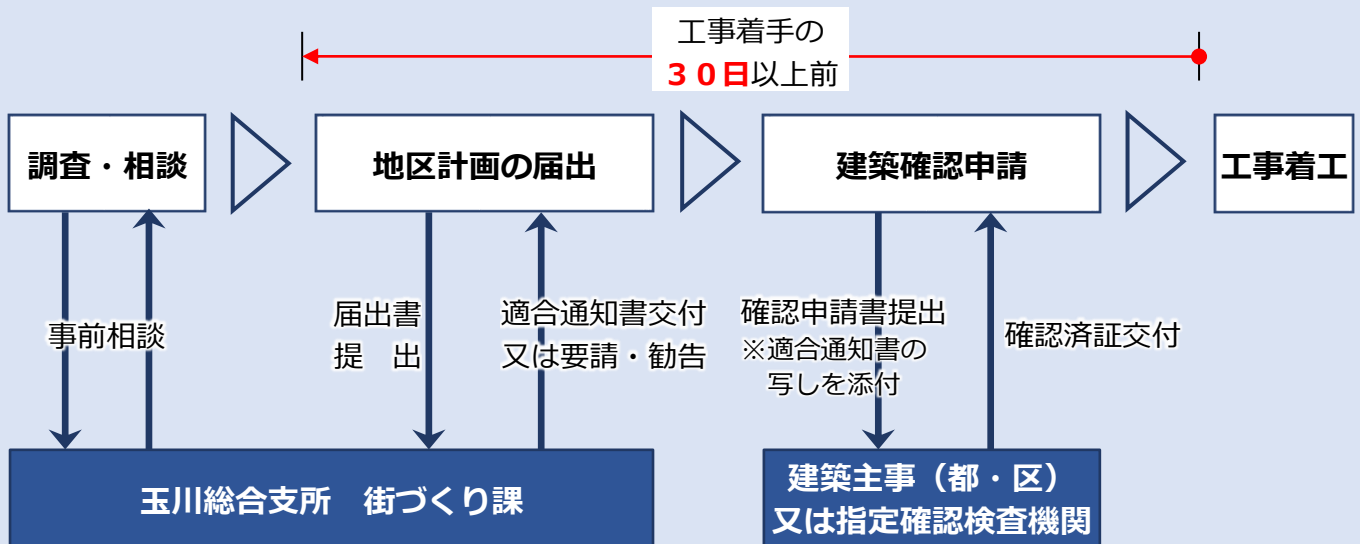 工事着手の
３０日以上前
調査・相談
地区計画の届出
建築確認申請
工事着工
事前相談
届出書
提　出
適合通知書交付
又は要請・勧告
確認申請書提出
※適合通知書の
写しを添付
確認済証交付
玉川総合支所　街づくり課
建築主事（都・区）
又は指定確認検査機関